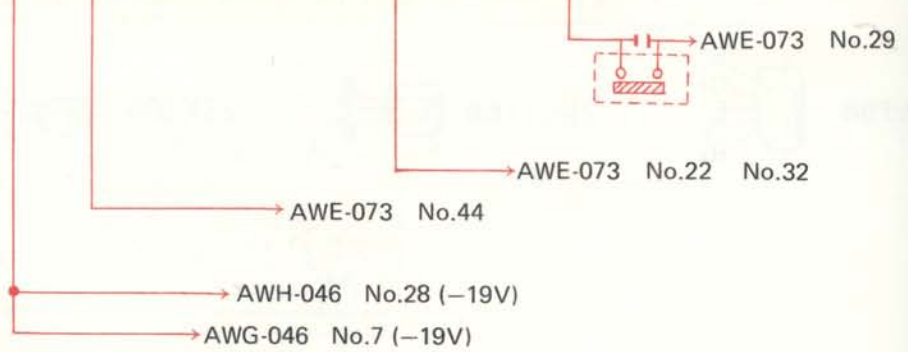 AWE-073 No.29
AWE-073 No.22 No.32
AWE-073 No.44
AWH-046 No.28 (−19V)
AWG-046 No.7 (−19V)